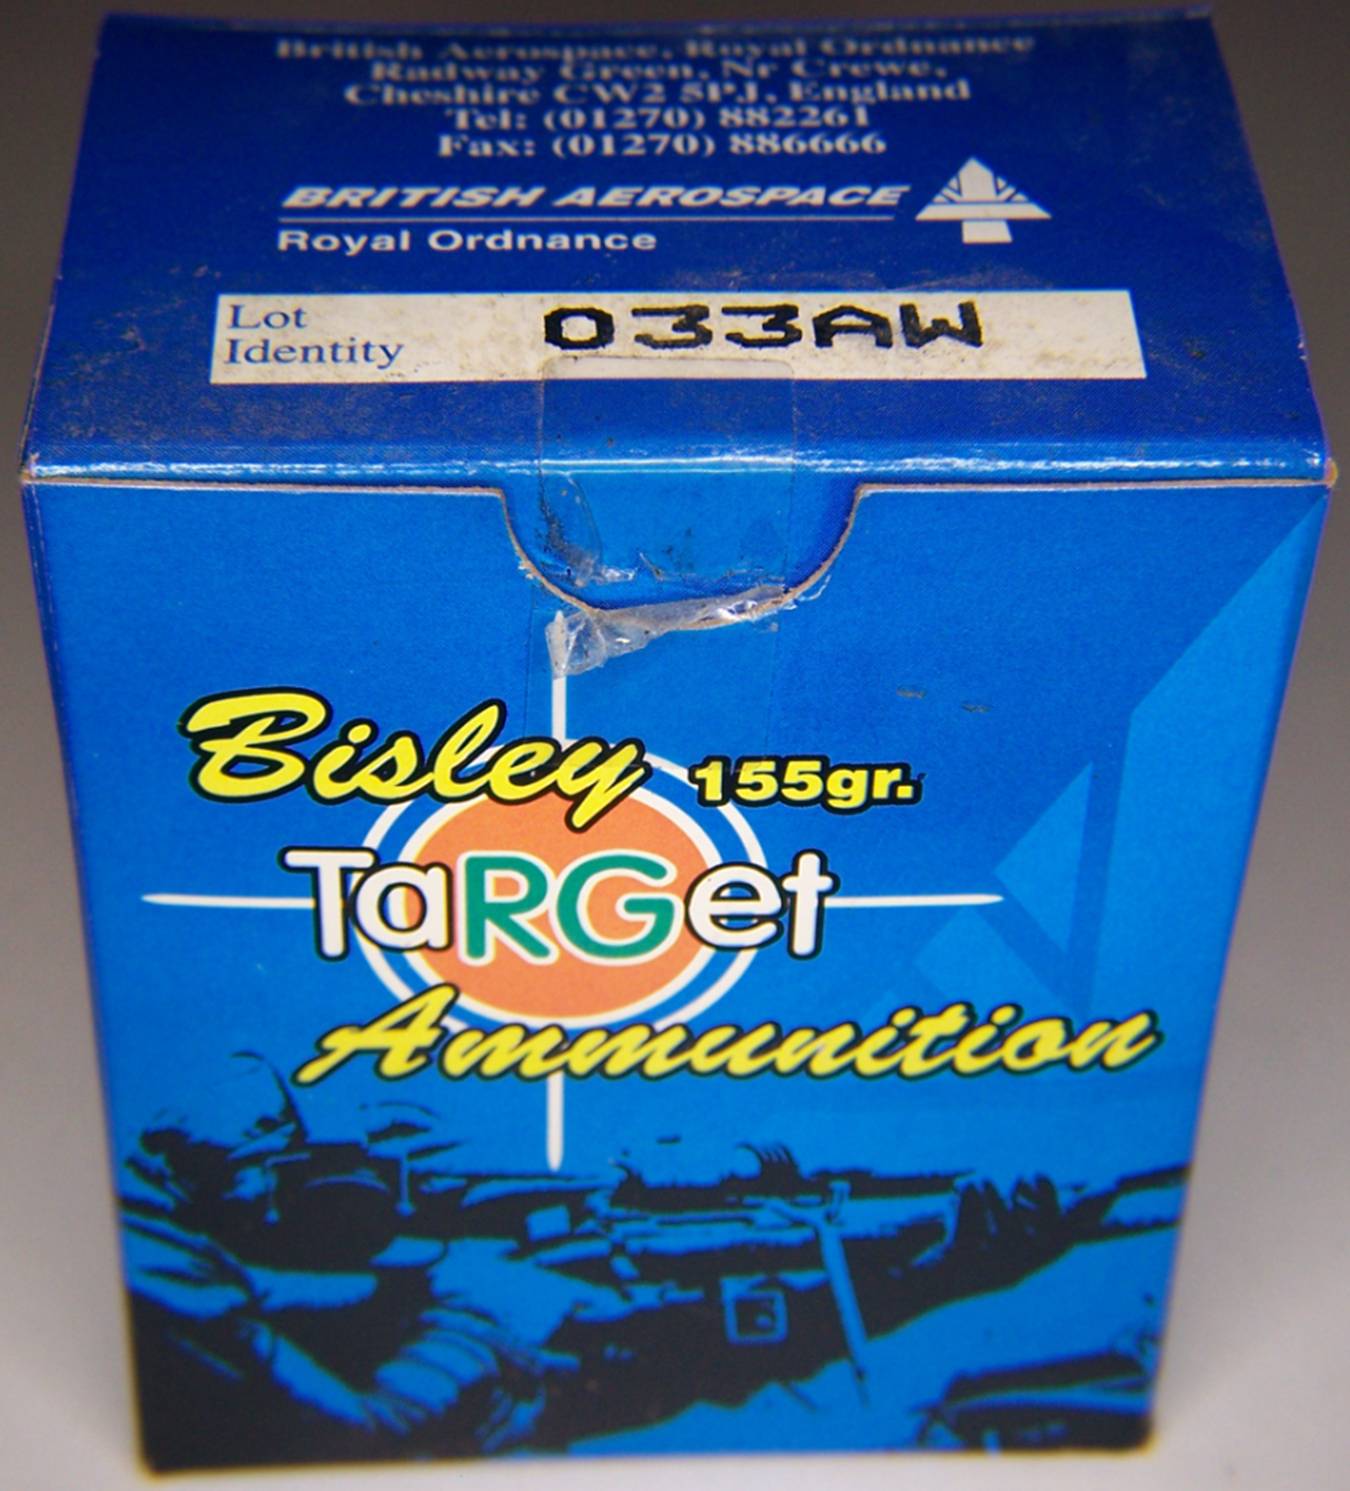 British Aerospace, Royal Ordnance
Radway Green, Nr Crewe,
Cheshire CW2 5PJ, England
Tel: (01270) 882261
Fax: (01270) 886666
BRITISH AEROSPACE
Royal Ordnance
Lot
Identity
033AW
Bisley 155gr.
TaRGet
Ammunition